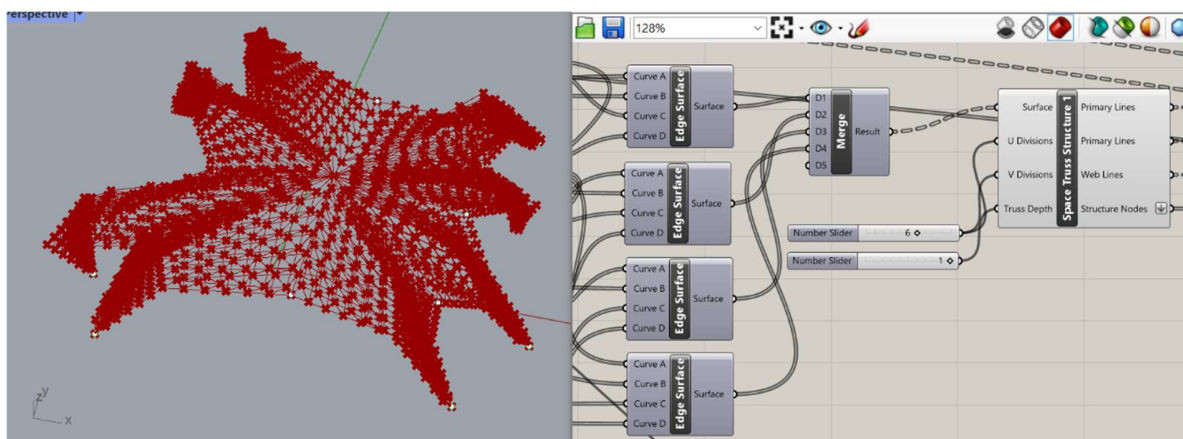 erspective
z
y
x
128%
Curve A
Curve B
Curve C
Curve D
Edge Surface
Surface
Curve A
Curve B
Curve C
Curve D
Edge Surface
Surface
Curve A
Curve B
Curve C
Curve D
Edge Surface
Surface
Curve A
Curve B
Curve C
Curve D
Edge Surface
Surface
D1
D2
D3
D4
D5
Merge
Result
Number Slider 6
Number Slider 1
Surface
U Divisions
V Divisions
Truss Depth
Space Truss Structure 1
Primary Lines
Primary Lines
Web Lines
Structure Nodes